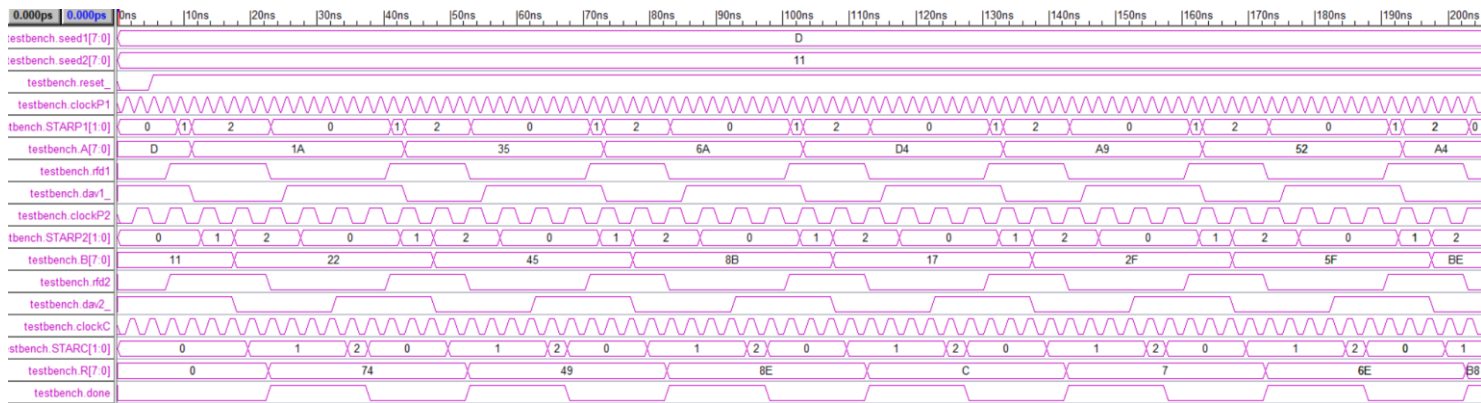 0.000ps 0.000ps 0ns 10ns 20ns 30ns 40ns 50ns 60ns 70ns 80ns 90ns 100ns 110ns 120ns 130ns 140ns 150ns 160ns 170ns 180ns 190ns 200ns
testbench.seed1[7:0] D
testbench.seed2[7:0] 11
testbench.reset_
testbench.clockP1
tbench.STARP1[1:0] 0 1 2 0 1 2 0 1 2 0 1 2 0 1 2 0 1 2 0 1 2 0
testbench.A[7:0] D 1A 35 6A D4 A9 52 A4
testbench.rfd1
testbench.dav1_
testbench.clockP2
tbench.STARP2[1:0] 0 1 2 0 1 2 0 1 2 0 1 2 0 1 2 0 1 2 0 1 2
testbench.B[7:0] 11 22 45 8B 17 2F 5F BE
testbench.rfd2
testbench.dav2_
testbench.clockC
estbench.STARC[1:0] 0 1 2 0 1 2 0 1 2 0 1 2 0 1 2 0 1 2 0 1
testbench.R[7:0] 0 74 49 8E C 7 6E B8
testbench.done